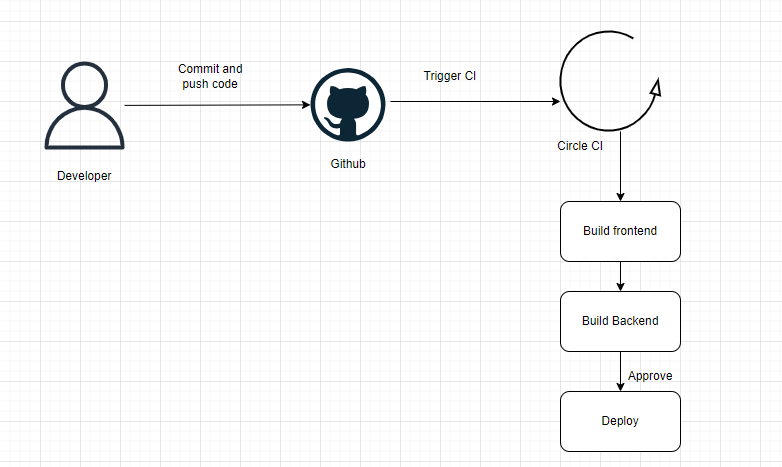 Commit and
push code
Trigger CI
Developer
Github
Circle CI
Build frontend
Build Backend
Approve
Deploy